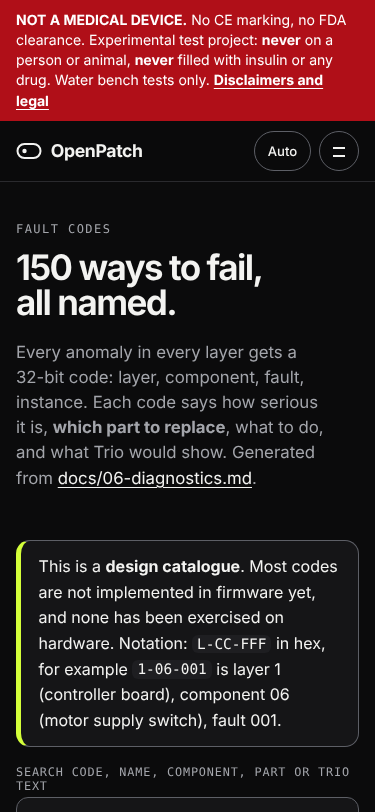 NOT A MEDICAL DEVICE. No CE marking, no FDA
clearance. Experimental test project: never on a
person or animal, never filled with insulin or any
drug. Water bench tests only. Disclaimers and
legal
OpenPatch
Auto
FAULT CODES
150 ways to fail,
all named.
Every anomaly in every layer gets a
32-bit code: layer, component, fault,
instance. Each code says how serious
it is, which part to replace, what to do,
and what Trio would show. Generated
from docs/06-diagnostics.md.
This is a design catalogue. Most codes
are not implemented in firmware yet,
and none has been exercised on
hardware. Notation: L-CC-FFF in hex,
for example 1-06-001 is layer 1
(controller board), component 06
(motor supply switch), fault 001.
SEARCH CODE, NAME, COMPONENT, PART OR TRIO
TEXT